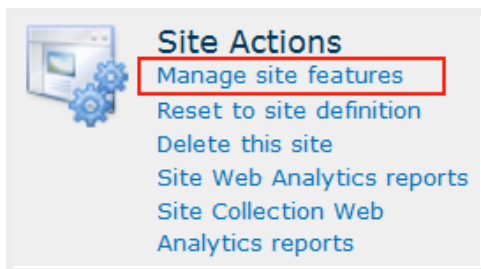 Site Actions
Manage site features
Reset to site definition
Delete this site
Site Web Analytics reports
Site Collection Web
Analytics reports